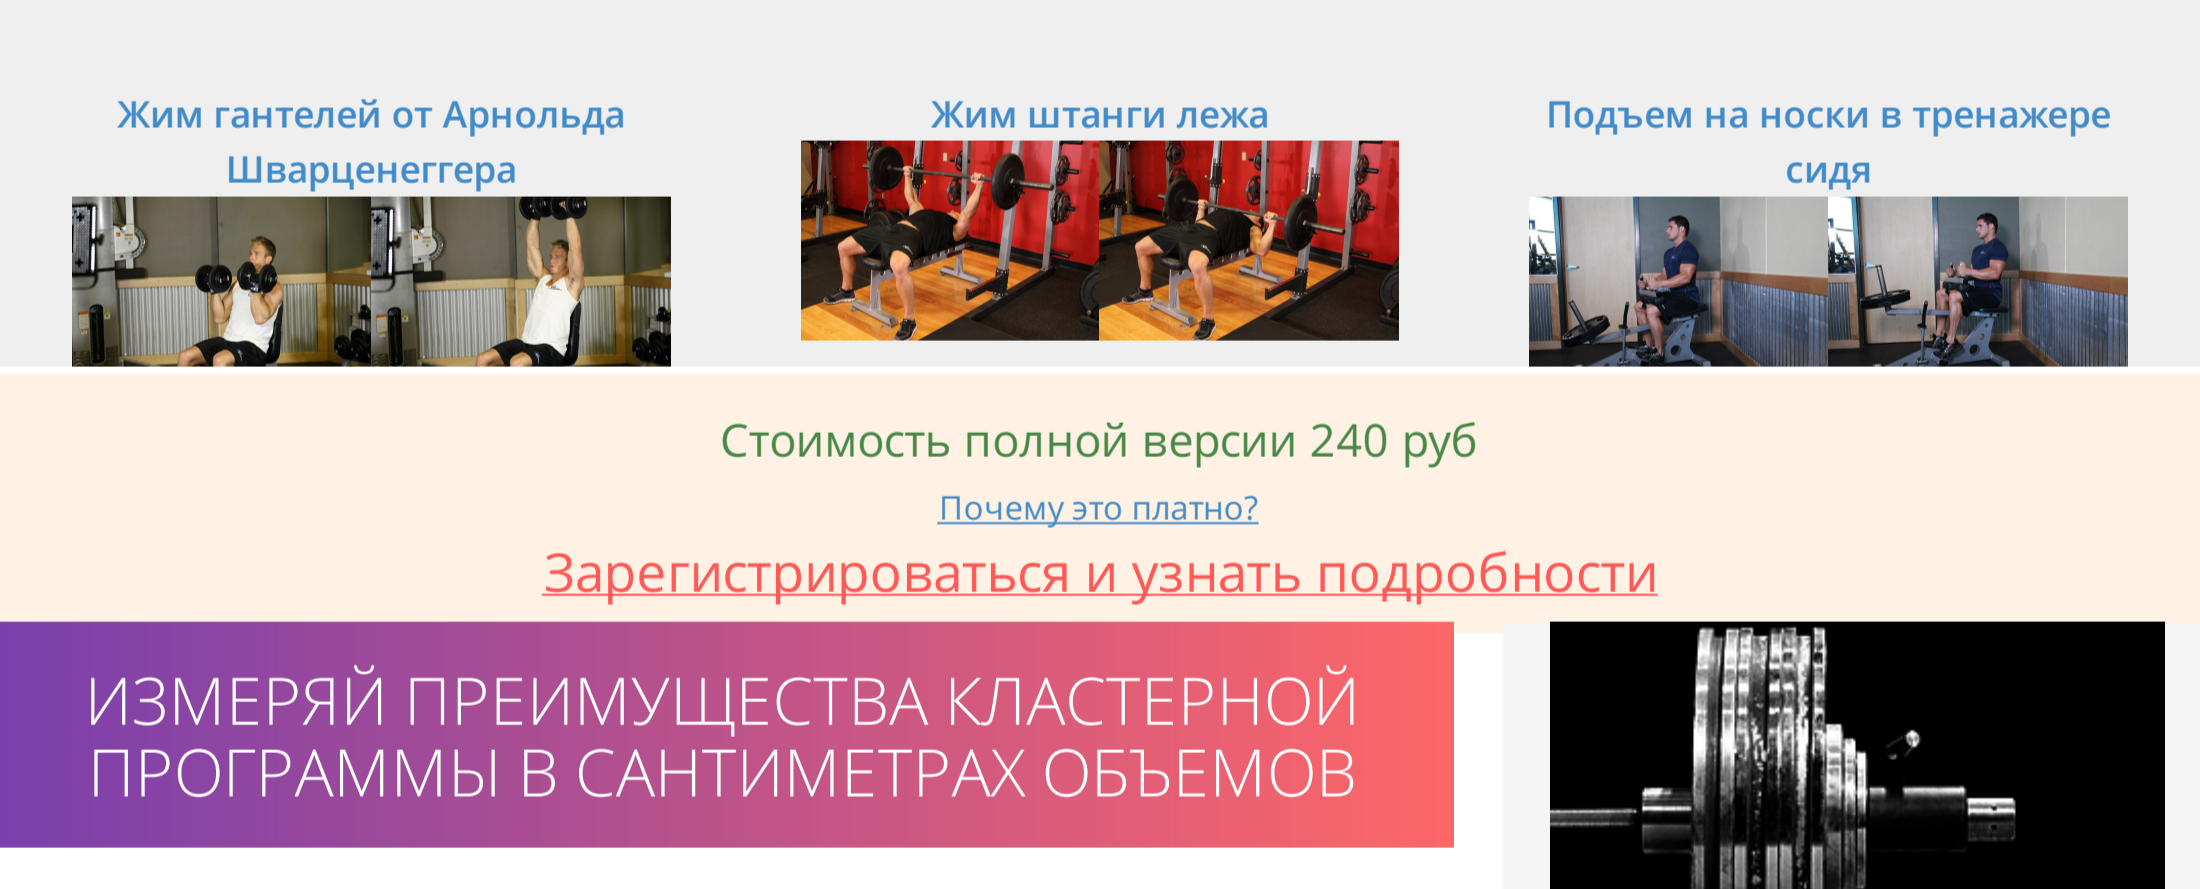 Жим гантелей от Арнольда
Шварценеггера
Жим штанги лежа
Подъем на носки в тренажере
сидя
Стоимость полной версии 240 руб
Почему это платно?
Зарегистрироваться и узнать подробности
ИЗМЕРЯЙ ПРЕИМУЩЕСТВА КЛАСТЕРНОЙ
ПРОГРАММЫ В САНТИМЕТРАХ ОБЪЕМОВ